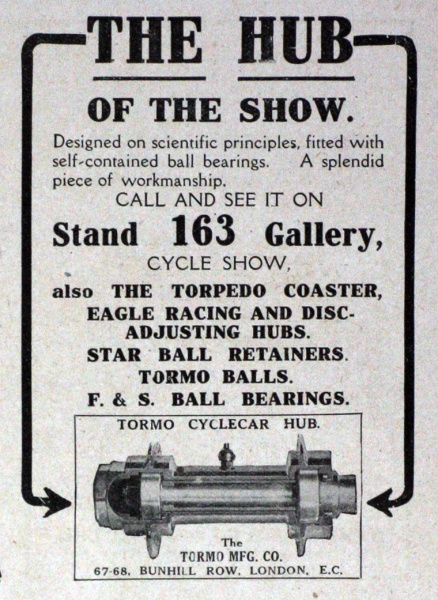 THE HUB
OF THE SHOW.
Designed on scientific principles, fitted with
self-contained ball bearings. A splendid
piece of workmanship.
CALL AND SEE IT ON
Stand 163 Gallery,
CYCLE SHOW,
also THE TORPEDO COASTER,
EAGLE RACING AND DISC-
ADJUSTING HUBS.
STAR BALL RETAINERS.
TORMO BALLS.
F. & S. BALL BEARINGS.
TORMO CYCLECAR HUB.
The
TORMO MFG. CO.
67-68, BUNHILL ROW, LONDON, E.C.